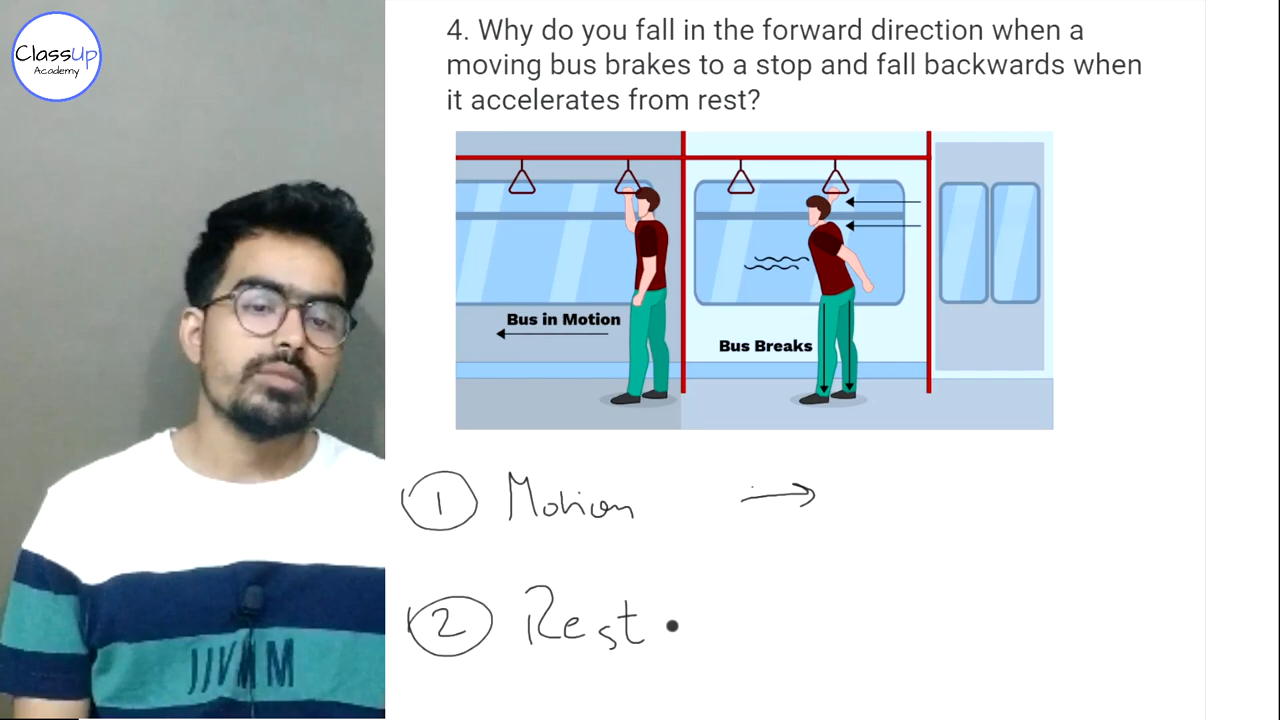 ClassUp
Academy
4. Why do you fall in the forward direction when a
moving bus brakes to a stop and fall backwards when
it accelerates from rest?
Bus in Motion
Bus Breaks
1 Motion
2 Rest